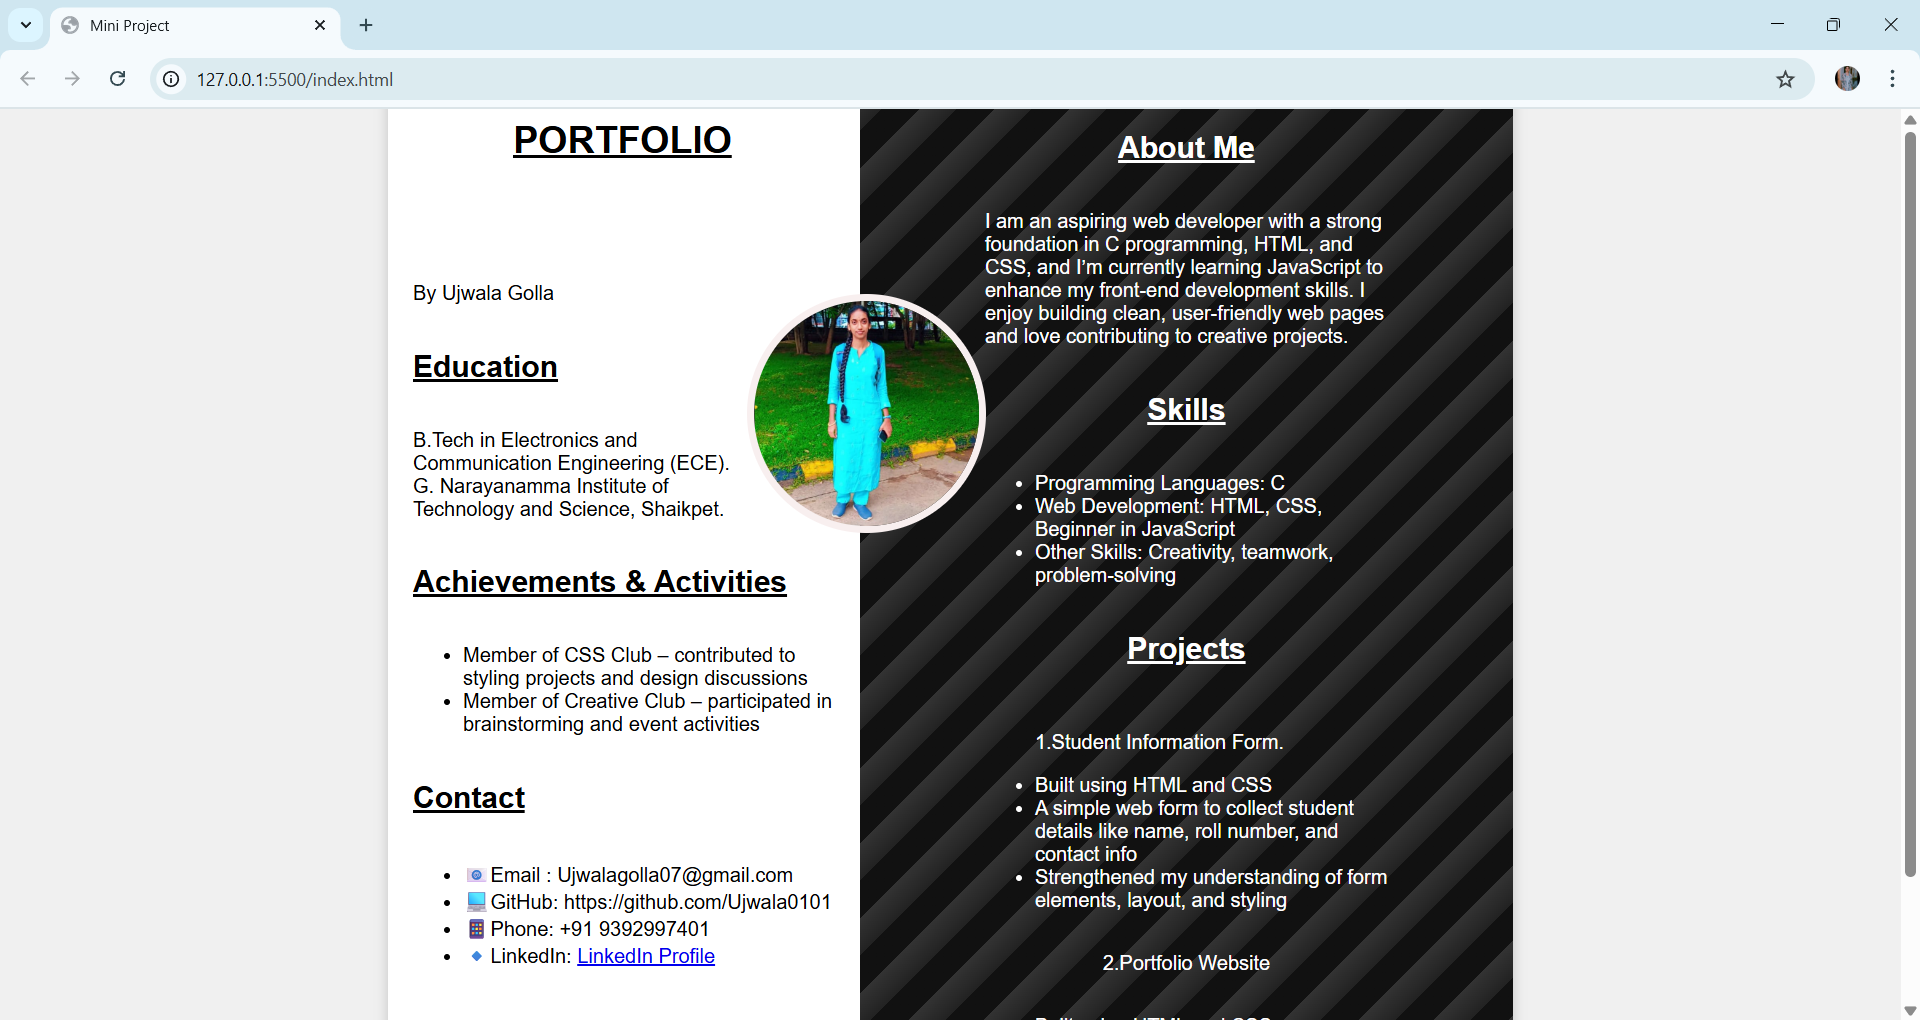 Mini Project
127.0.0.1:5500/index.html
PORTFOLIO
By Ujwala Golla
Education
B.Tech in Electronics and
Communication Engineering (ECE).
G. Narayanamma Institute of
Technology and Science, Shaikpet.
Achievements & Activities
Member of CSS Club – contributed to
styling projects and design discussions
Member of Creative Club – participated in
brainstorming and event activities
Contact
Email : Ujwalagolla07@gmail.com
GitHub: https://github.com/Ujwala0101
Phone: +91 9392997401
LinkedIn: LinkedIn Profile
About Me
I am an aspiring web developer with a strong
foundation in C programming, HTML, and
CSS, and I’m currently learning JavaScript to
enhance my front-end development skills. I
enjoy building clean, user-friendly web pages
and love contributing to creative projects.
Skills
Programming Languages: C
Web Development: HTML, CSS,
Beginner in JavaScript
Other Skills: Creativity, teamwork,
problem-solving
Projects
1.Student Information Form.
Built using HTML and CSS
A simple web form to collect student
details like name, roll number, and
contact info
Strengthened my understanding of form
elements, layout, and styling
2.Portfolio Website